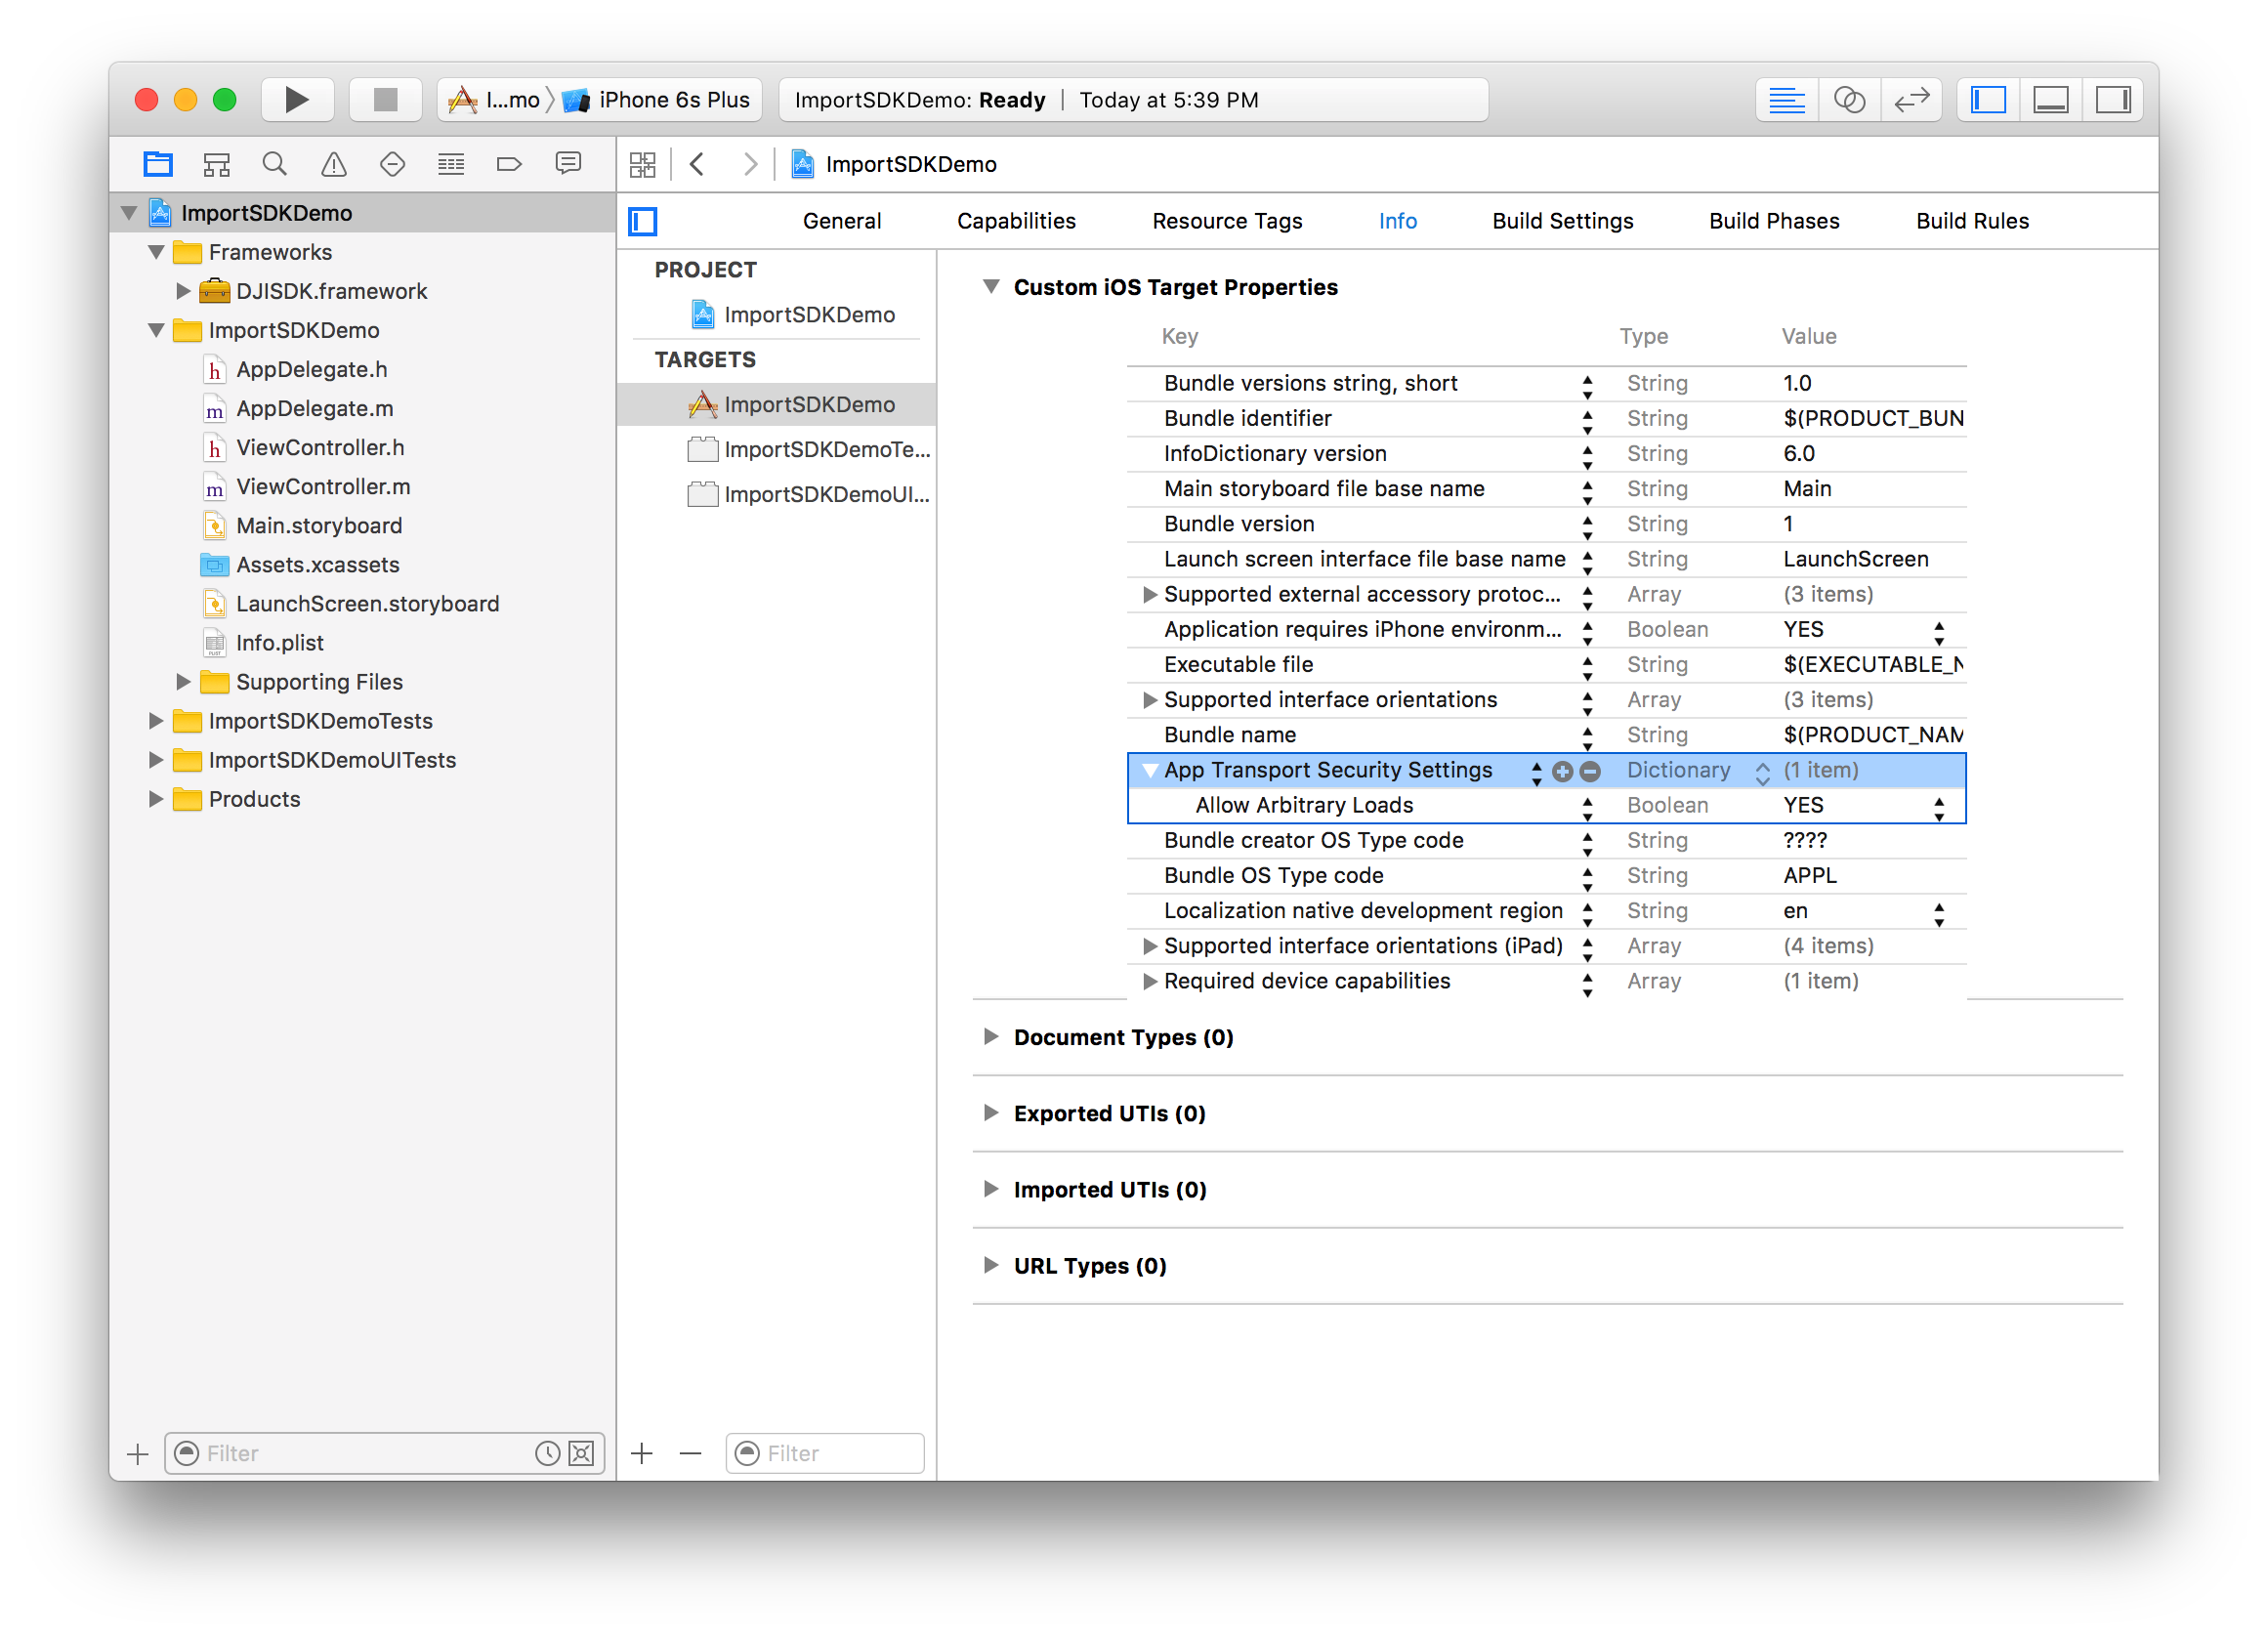 I...mo iPhone 6s Plus ImportSDKDemo: Ready | Today at 5:39 PM
ImportSDKDemo
ImportSDKDemo
Frameworks
DJISDK.framework
ImportSDKDemo
h AppDelegate.h
m AppDelegate.m
h ViewController.h
m ViewController.m
Main.storyboard
Assets.xcassets
LaunchScreen.storyboard
Info.plist
Supporting Files
ImportSDKDemoTests
ImportSDKDemoUITests
Products
Filter
General Capabilities Resource Tags Info Build Settings Build Phases Build Rules
PROJECT
ImportSDKDemo
TARGETS
ImportSDKDemo
ImportSDKDemoTe...
ImportSDKDemoUI...
Filter
Custom iOS Target Properties
Key Type Value
Bundle versions string, short String 1.0
Bundle identifier String $(PRODUCT_BUN
InfoDictionary version String 6.0
Main storyboard file base name String Main
Bundle version String 1
Launch screen interface file base name String LaunchScreen
Supported external accessory protoc... Array (3 items)
Application requires iPhone environm... Boolean YES
Executable file String $(EXECUTABLE_N
Supported interface orientations Array (3 items)
Bundle name String $(PRODUCT_NAM
App Transport Security Settings Dictionary (1 item)
Allow Arbitrary Loads Boolean YES
Bundle creator OS Type code String ????
Bundle OS Type code String APPL
Localization native development region String en
Supported interface orientations (iPad) Array (4 items)
Required device capabilities Array (1 item)
Document Types (0)
Exported UTIs (0)
Imported UTIs (0)
URL Types (0)